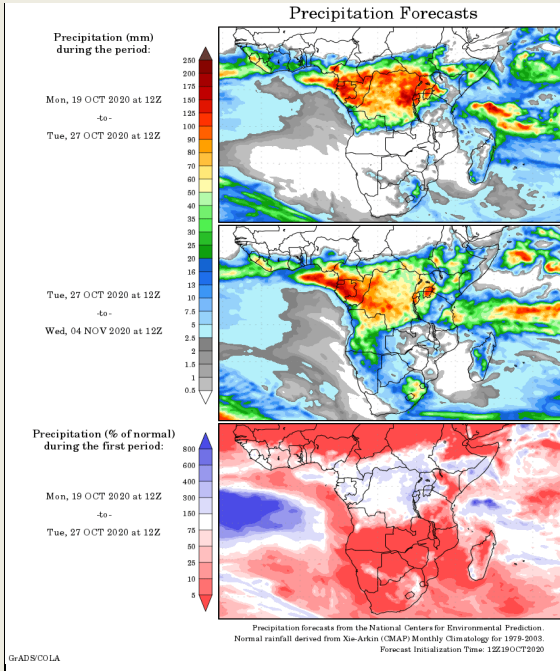 Precipitation Forecasts
Precipitation (mm)
during the period:
Mon, 19 OCT 2020 at 12Z
-to-
Tue, 27 OCT 2020 at 12Z
250
200
175
150
125
100
90
80
70
60
50
40
35
30
25
20
16
13
10
7.5
5
2.5
2
1.5
1
0.5
Tue, 27 OCT 2020 at 12Z
-to-
Wed, 04 NOV 2020 at 12Z
Precipitation (% of normal)
during the first period:
Mon, 19 OCT 2020 at 12Z
-to-
Tue, 27 OCT 2020 at 12Z
800
600
400
300
150
75
50
25
10
5
Precipitation forecasts from the National Centers for Environmental Prediction.
Normal rainfall derived from Xie-Arkin (CMAP) Monthly Climatology for 1979-2003.
Forecast Initialization Time: 12Z19OCT2020
GrADS/COLA